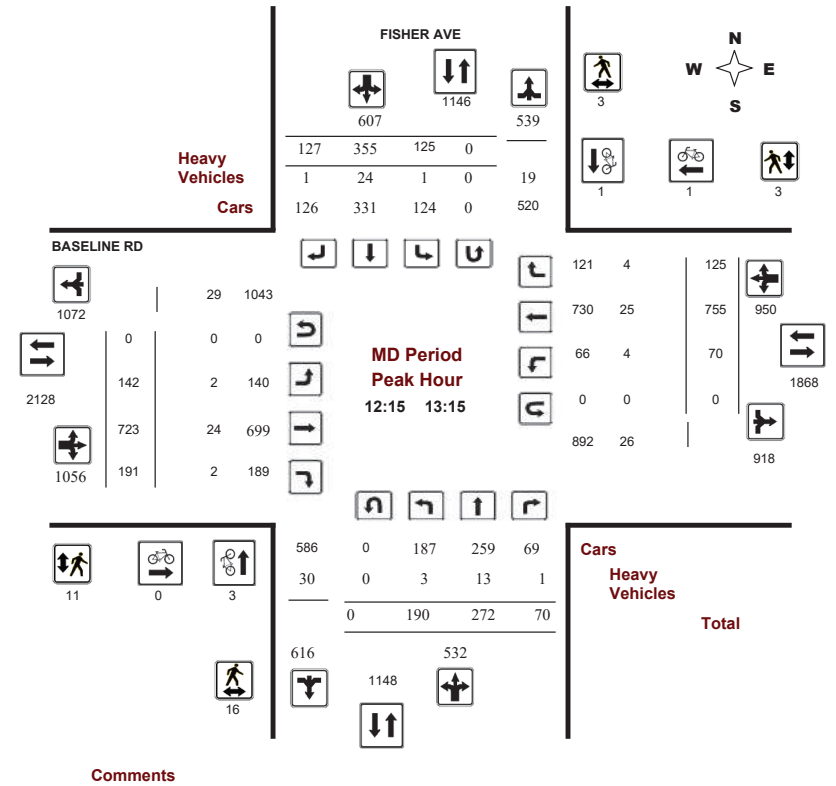 FISHER AVE
N
W E
S
1146
3
607 539
127 355 125 0
Heavy
Vehicles
1 24 1 0 19
1 1 3
Cars
126 331 124 0 520
BASELINE RD
121 4 125
1072
29 1043
730 25 755 950
0 0 0
MD Period
Peak Hour
12:15 13:15
66 4 70
1868
2128
142 2 140
0 0 0
723 24 699
892 26
918
1056
191 2 189
586 0 187 259 69
Cars
30 0 3 13 1
Heavy
Vehicles
11 0 3
0 190 272 70
Total
616 532
1148
16
Comments